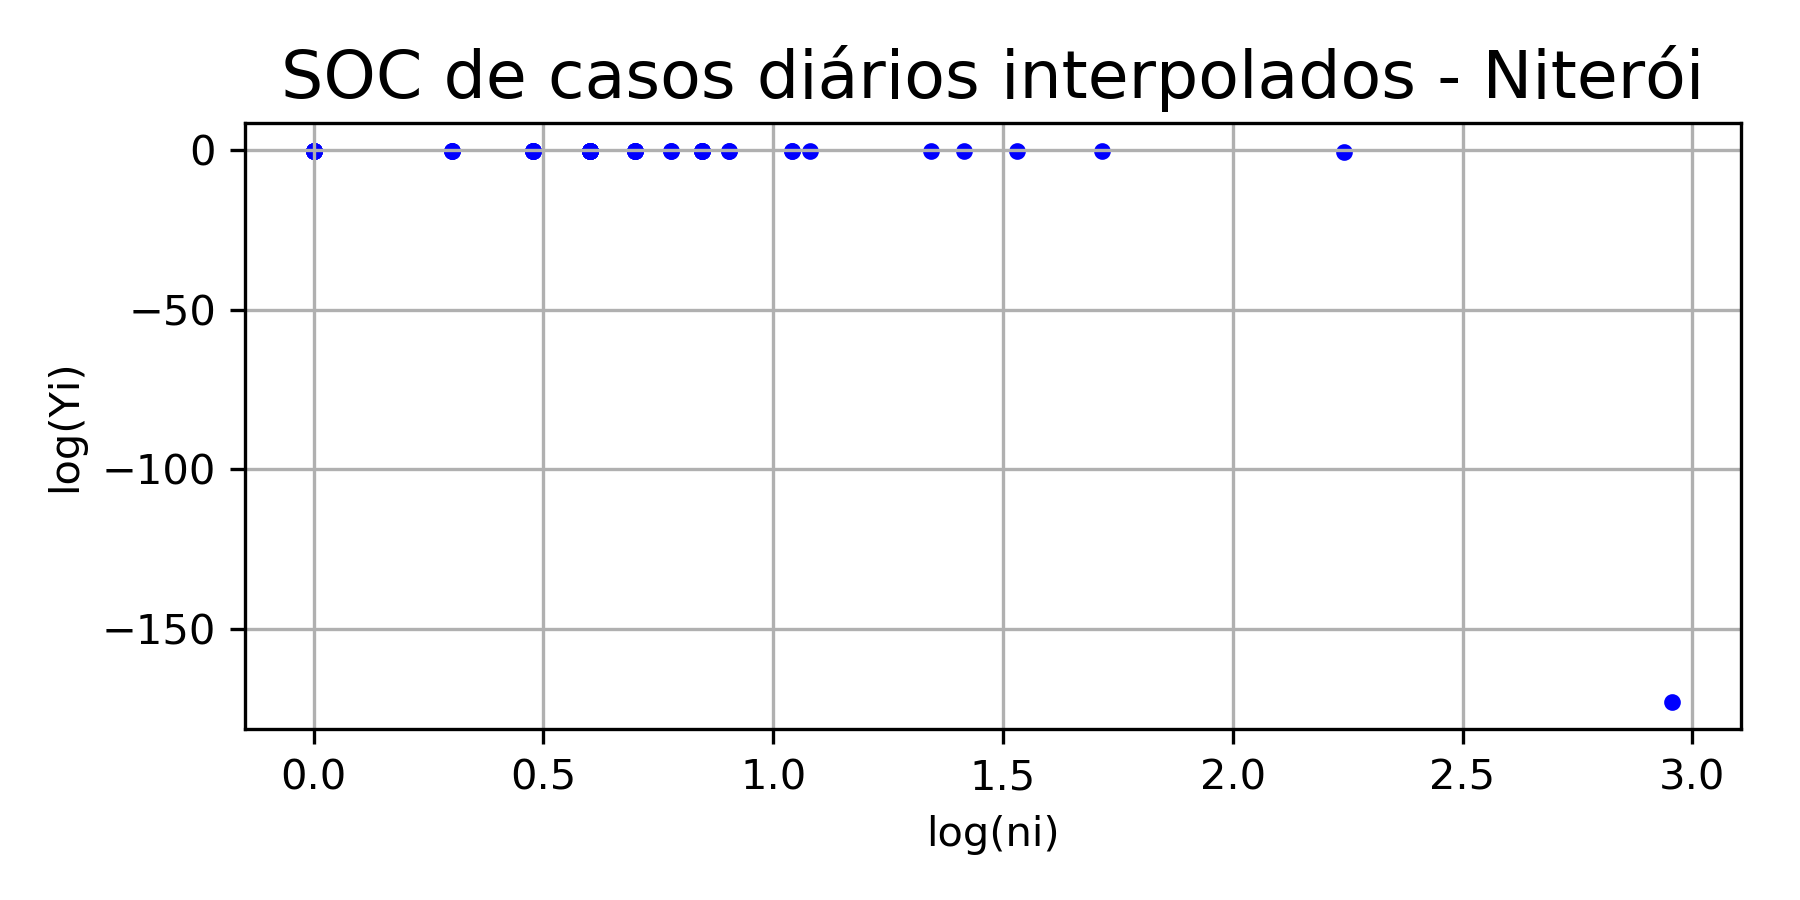 SOC de casos diários interpolados - Niterói
0
−50
−100
−150
log(Yi)
0.0 0.5 1.0 1.5 2.0 2.5 3.0
log(ni)